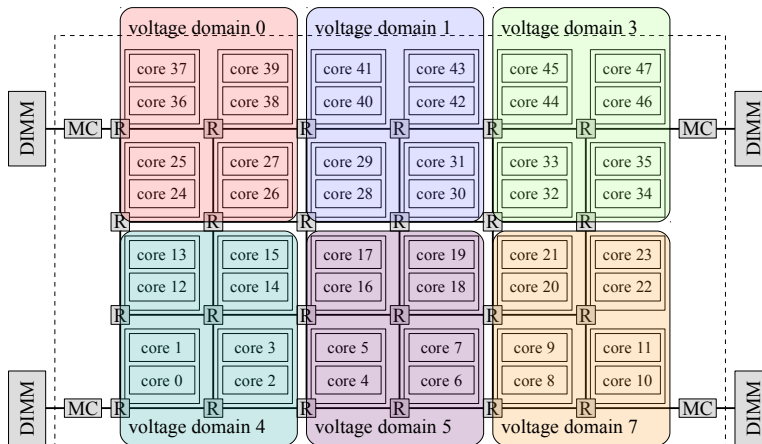 voltage domain 0 voltage domain 1 voltage domain 3
core 37 core 39 core 41 core 43 core 45 core 47
core 36 core 38 core 40 core 42 core 44 core 46
DIMM MC R R R R R R MC DIMM
core 25 core 27 core 29 core 31 core 33 core 35
core 24 core 26 core 28 core 30 core 32 core 34
R R R R R R
core 13 core 15 core 17 core 19 core 21 core 23
core 12 core 14 core 16 core 18 core 20 core 22
R R R R R R
core 1 core 3 core 5 core 7 core 9 core 11
core 0 core 2 core 4 core 6 core 8 core 10
DIMM MC R R R R R R MC DIMM
voltage domain 4 voltage domain 5 voltage domain 7